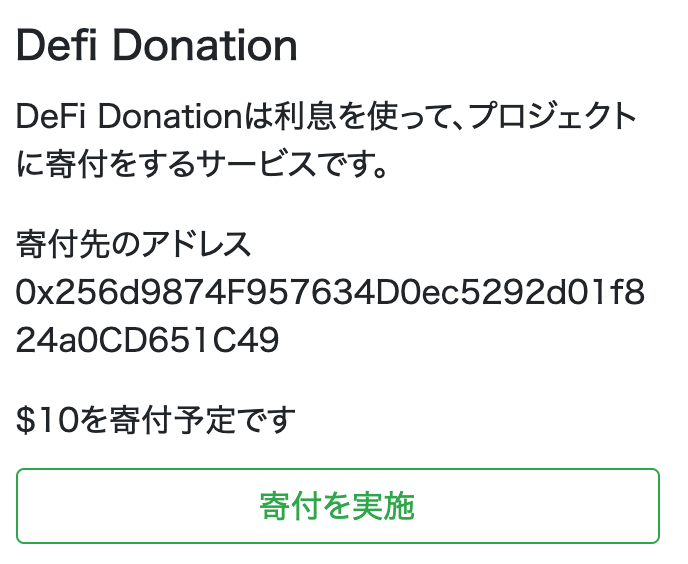 Defi Donation
DeFi Donationは利息を使って、プロジェクト
に寄付をするサービスです。
寄付先のアドレス
0x256d9874F957634D0ec5292d01f8
24a0CD651C49
$10を寄付予定です
寄付を実施